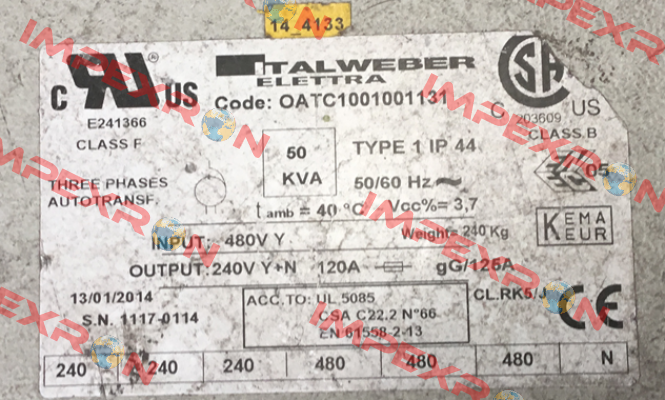 14 4133
ITALWEBER
ELETTRA
Code: OATC1001001131
C US
E241366
CLASS F
50
KVA
TYPE 1 IP 44
50/60 Hz ~
CSA
C US
203609
CLASS.B
05
THREE PHASES
AUTOTRANSF.
t amb = 40 °C Vcc%= 3,7
Weight= 240 Kg
KEMA
KEUR
INPUT: 480V Y
OUTPUT:240V Y+N 120A gG/125A
CL.RK5/J
CE
13/01/2014
S.N. 1117-0114
ACC.TO: UL 5085
CSA C22.2 N°66
EN 61558-2-13
240 240 240 480 480 480 N
IMPEXRON